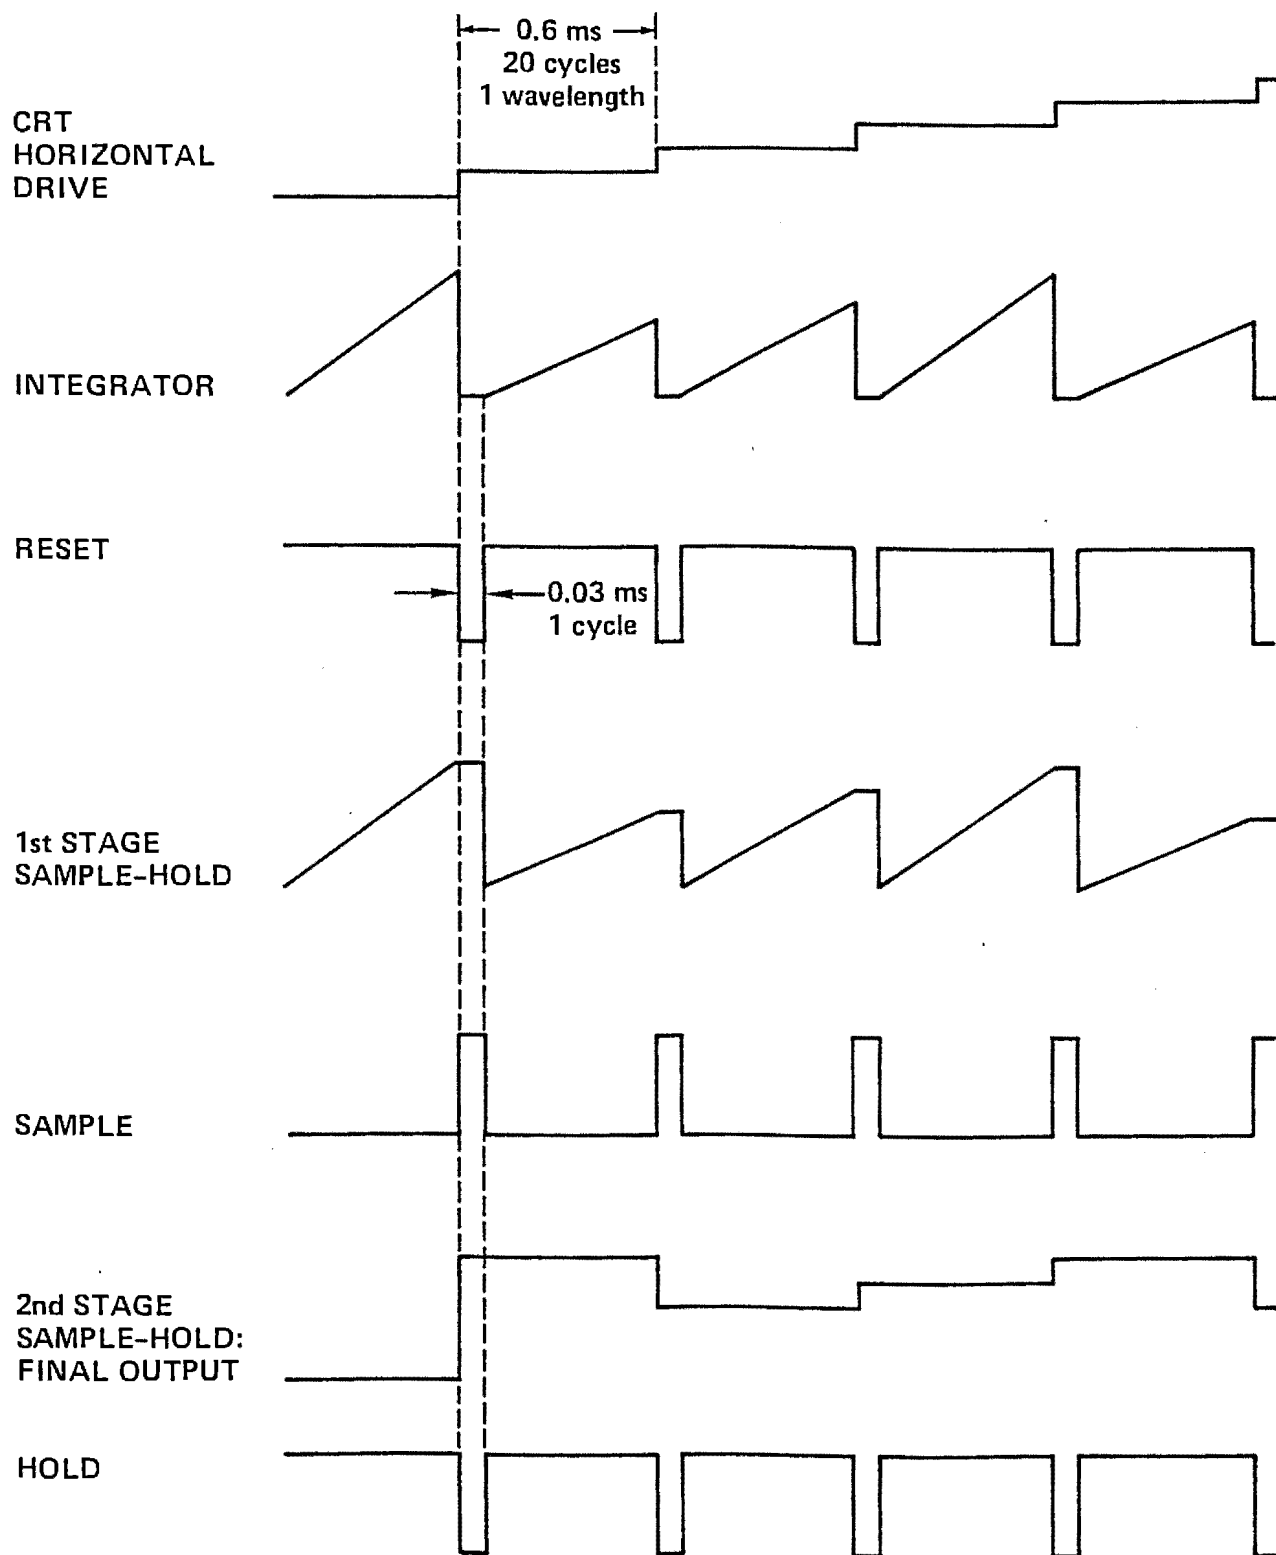 0.6 ms
20 cycles
1 wavelength
CRT
HORIZONTAL
DRIVE
INTEGRATOR
RESET
0.03 ms
1 cycle
1st STAGE
SAMPLE-HOLD
SAMPLE
2nd STAGE
SAMPLE-HOLD:
FINAL OUTPUT
HOLD